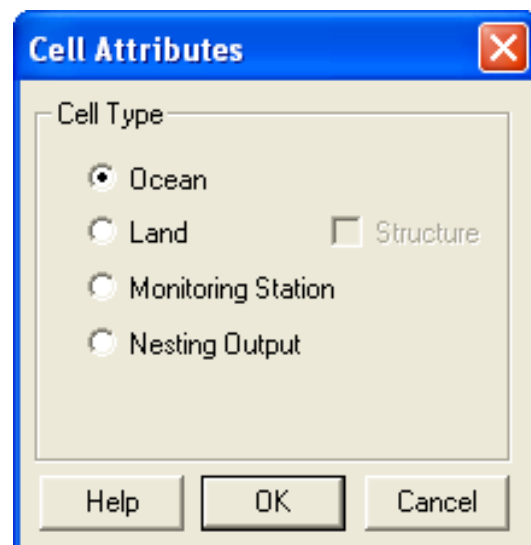 Cell Attributes
Cell Type
Ocean
Land Structure
Monitoring Station
Nesting Output
Help OK Cancel